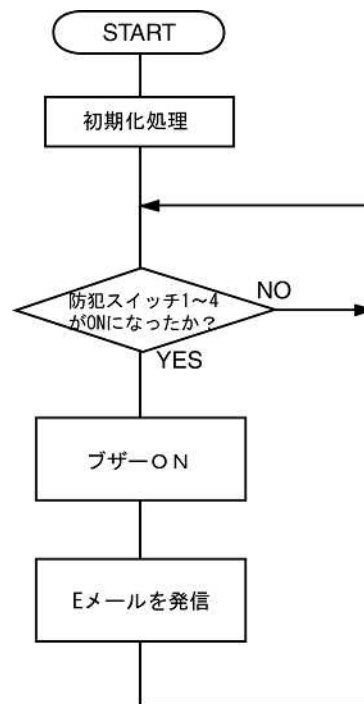 START
初期化処理
防犯スイッチ1～4
がONになったか？
NO
YES
ブザーＯＮ
Eメールを発信